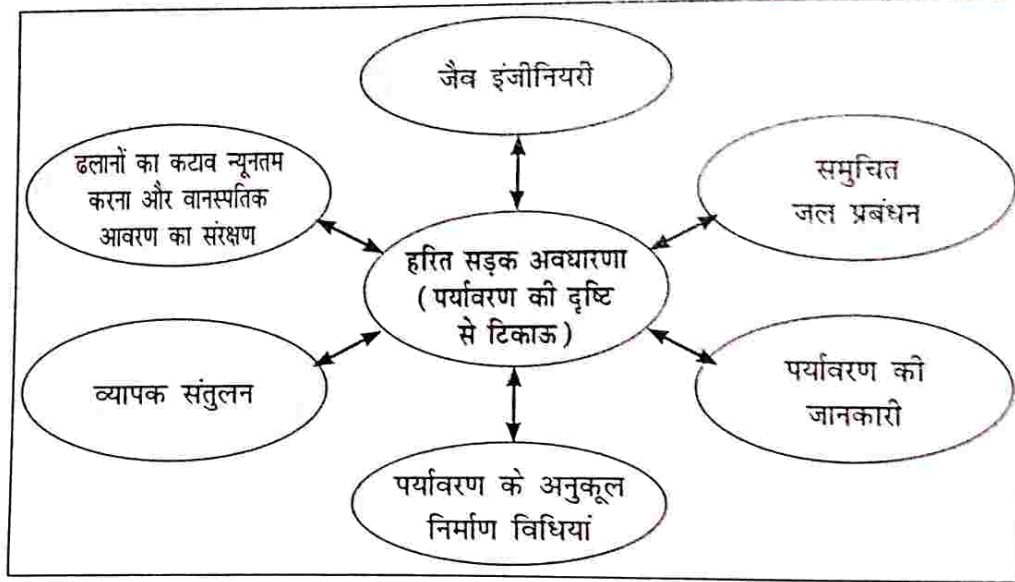 जैव इंजीनियरी
ढलानों का कटाव न्यूनतम
करना और वानस्पतिक
आवरण का संरक्षण
समुचित
जल प्रबंधन
हरित सड़क अवधारणा
(पर्यावरण की दृष्टि
से टिकाऊ)
व्यापक संतुलन
पर्यावरण की
जानकारी
पर्यावरण के अनुकूल
निर्माण विधियां